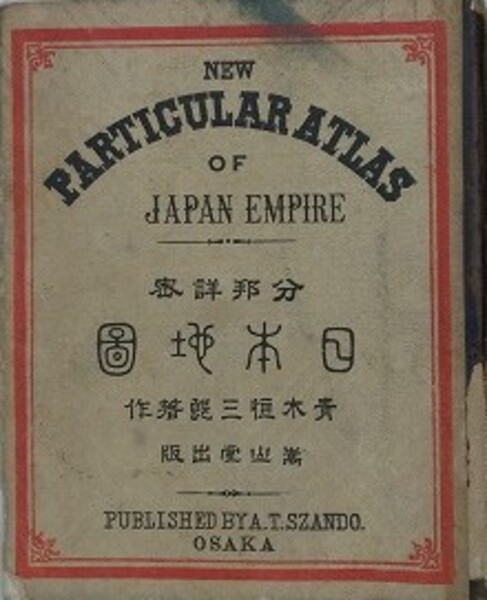 NEW
PARTICULAR ATLAS
OF
JAPAN EMPIRE
分邦詳密
日本地圖
青木恒三郎著作
嵩山堂出版
PUBLISHED BY A.T.SZANDO.
OSAKA